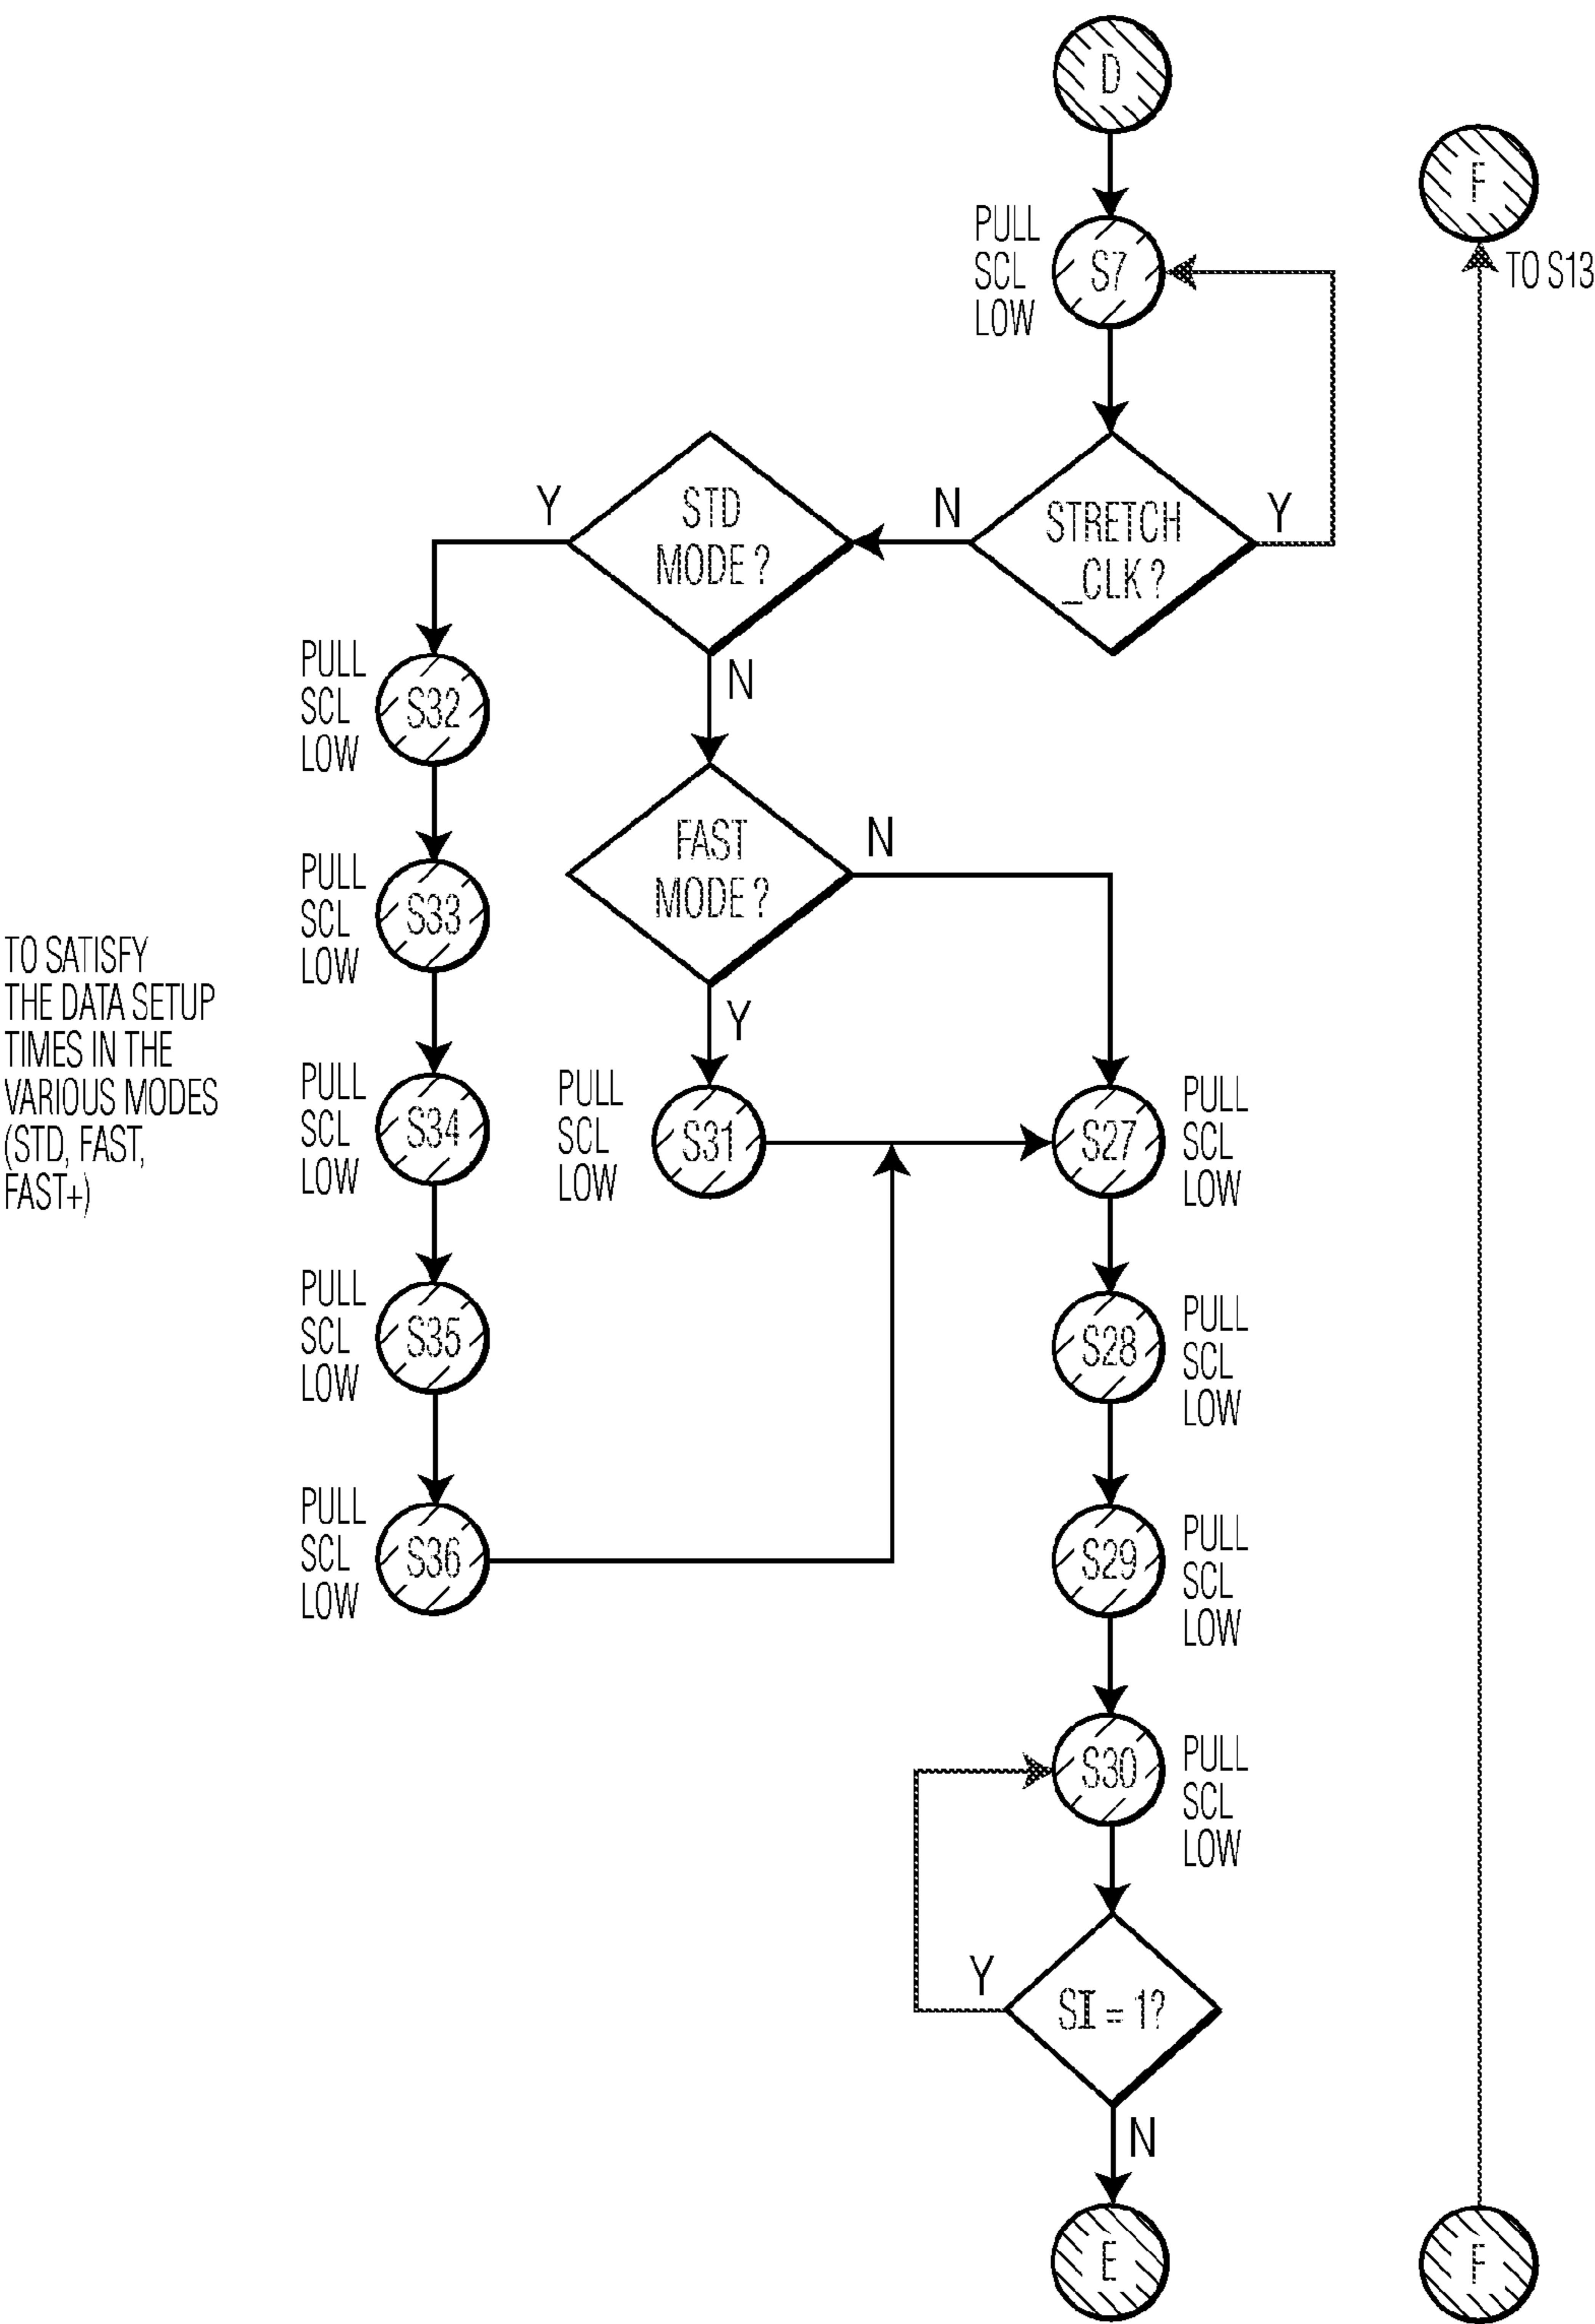 D
F
TO S13
PULL
SCL
LOW
S7
STRETCH
_CLK?
Y
N
STD
MODE?
Y
N
PULL
SCL
LOW
S32
FAST
MODE?
N
Y
PULL
SCL
LOW
S33
TO SATISFY
THE DATA SETUP
TIMES IN THE
VARIOUS MODES
(STD, FAST,
FAST+)
PULL
SCL
LOW
S34
PULL
SCL
LOW
S31
S27
PULL
SCL
LOW
PULL
SCL
LOW
S35
S28
PULL
SCL
LOW
PULL
SCL
LOW
S36
S29
PULL
SCL
LOW
S30
PULL
SCL
LOW
Y
SI = 1?
N
E
F